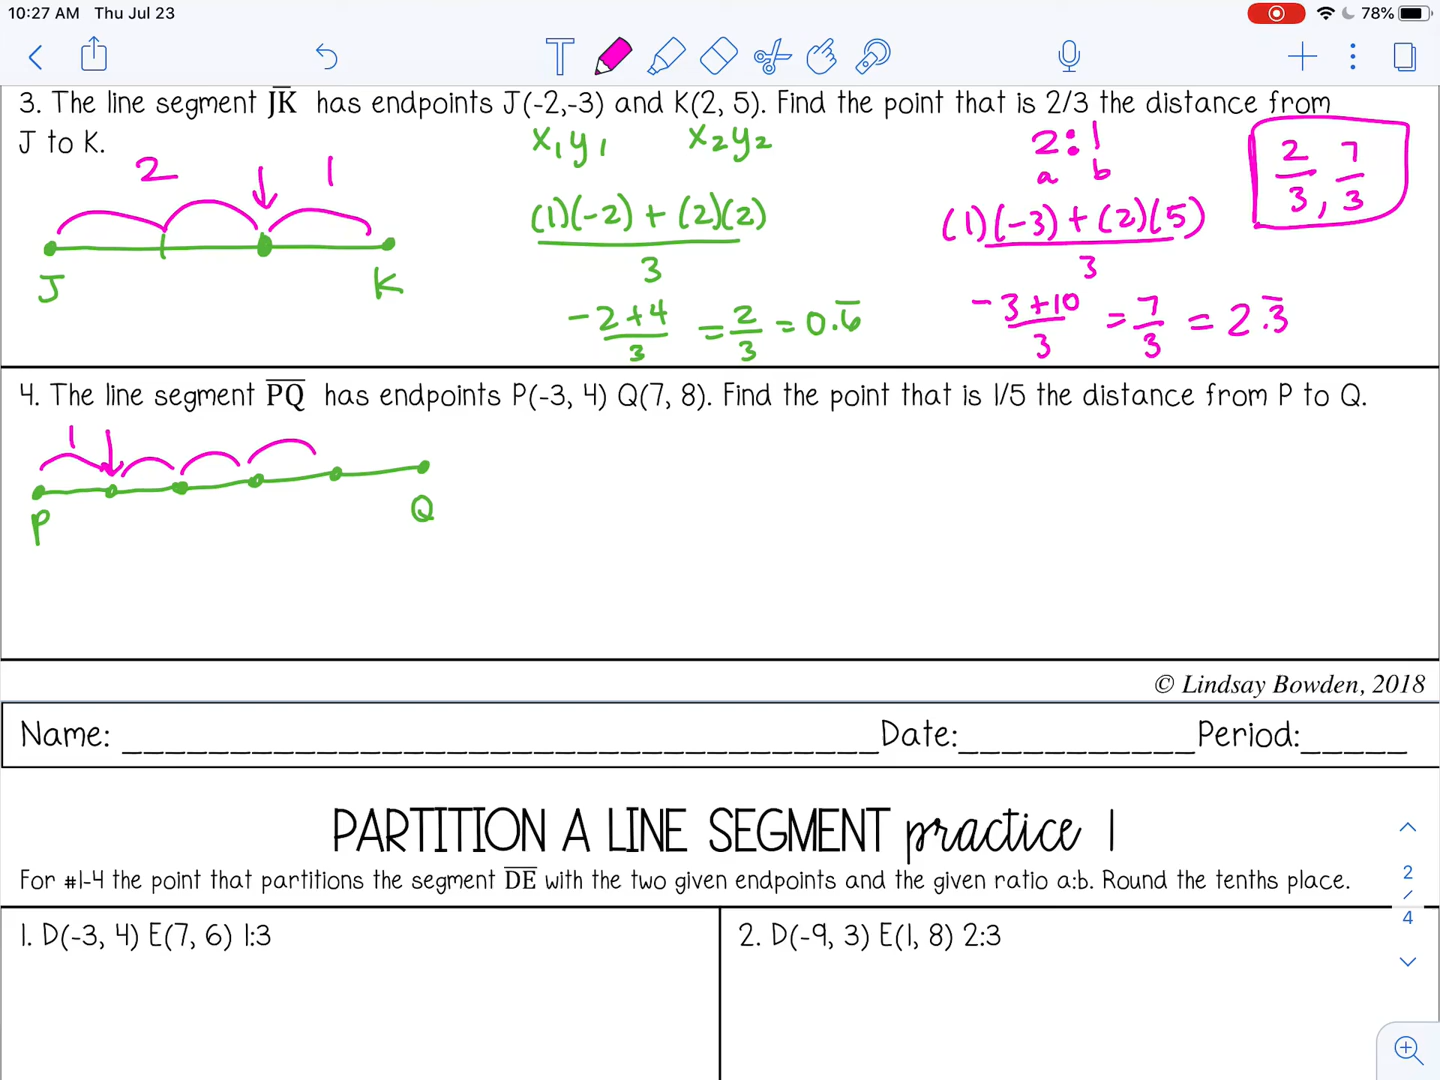 10:27 AM Thu Jul 23
78%
T
3. The line segment JK has endpoints J(-2,-3) and K(2, 5). Find the point that is 2/3 the distance from
J to K.
x₁ y₁ x₂ y₂
2:1
a b
2/3, 7/3
2 1
J K
(1)(-2) + (2)(2)
3
-2+4/3 = 2/3 = 0.6̅
(1)(-3) + (2)(5)
3
-3+10/3 = 7/3 = 2.3̅
4. The line segment PQ has endpoints P(-3, 4) Q(7, 8). Find the point that is 1/5 the distance from P to Q.
1
P Q
© Lindsay Bowden, 2018
Name: ___________________________________Date:___________Period:_____
PARTITION A LINE SEGMENT practice 1
For #1-4 the point that partitions the segment DE with the two given endpoints and the given ratio a:b. Round the tenths place.
1. D(-3, 4) E(7, 6) 1:3
2. D(-9, 3) E(1, 8) 2:3
2
/
4